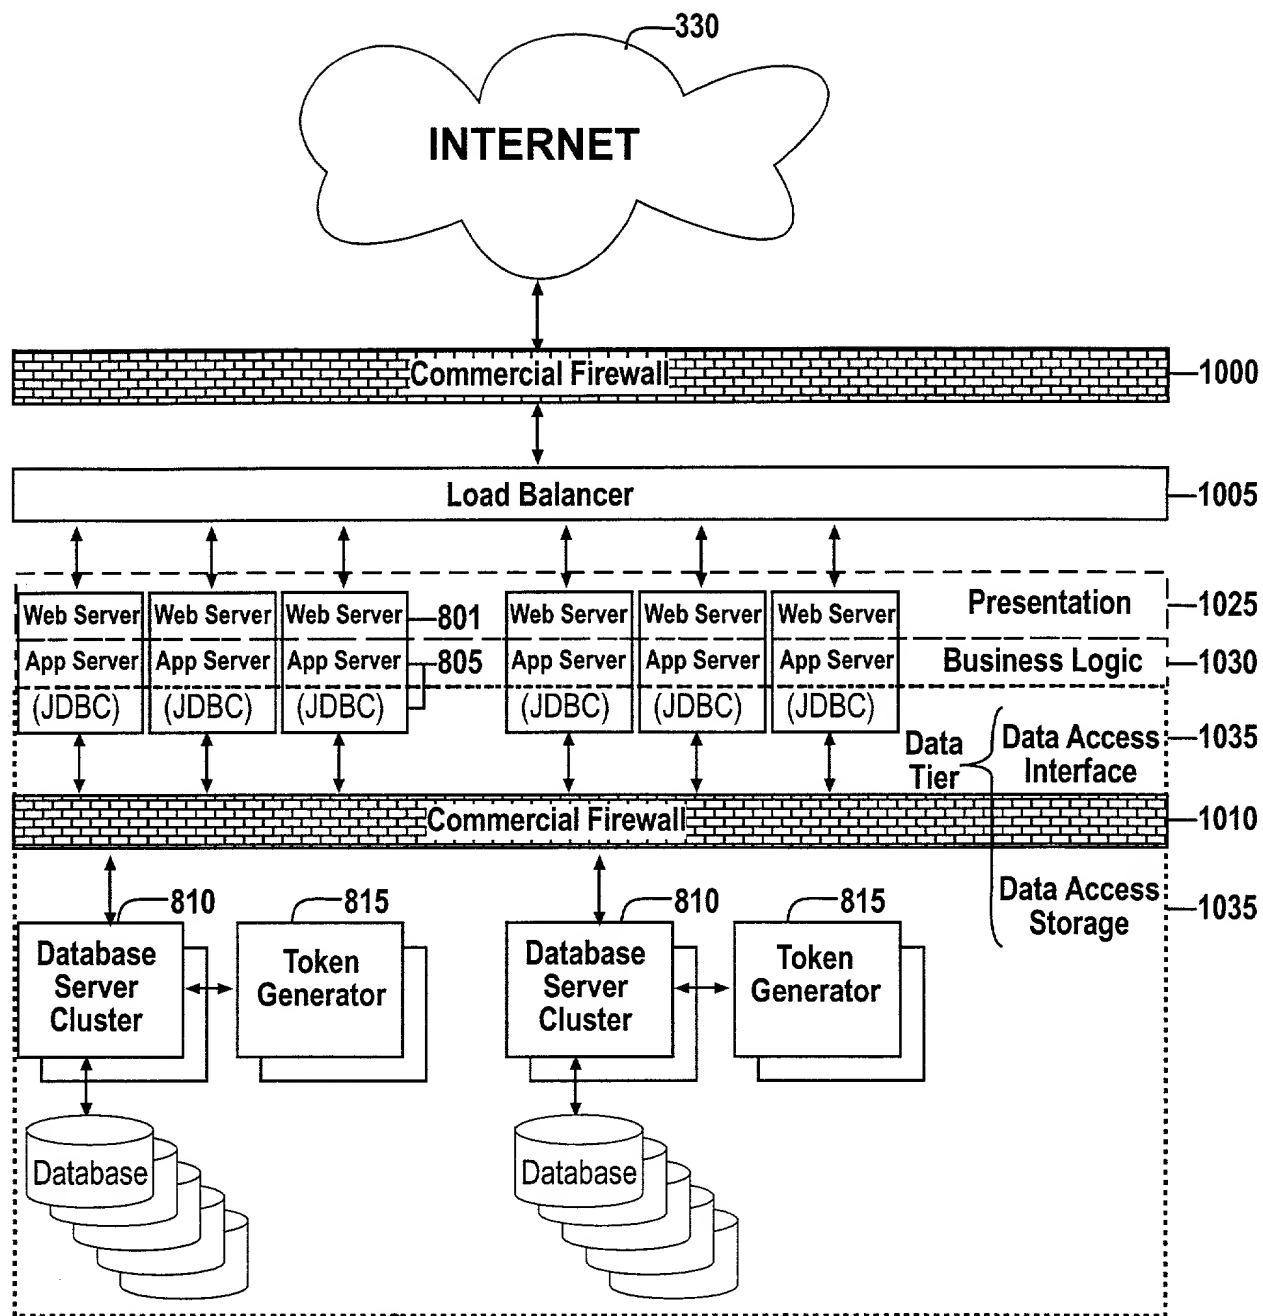 330
INTERNET
Commercial Firewall
1000
Load Balancer
1005
Web Server Web Server Web Server 801 Web Server Web Server Web Server Presentation 1025
App Server App Server App Server 805 App Server App Server App Server Business Logic 1030
(JDBC) (JDBC) (JDBC) (JDBC) (JDBC) (JDBC)
Data
Tier
Data Access
Interface
1035
Commercial Firewall
1010
810 815 810 815
Data Access
Storage
1035
Database
Server
Cluster
Token
Generator
Database
Server
Cluster
Token
Generator
Database
Database